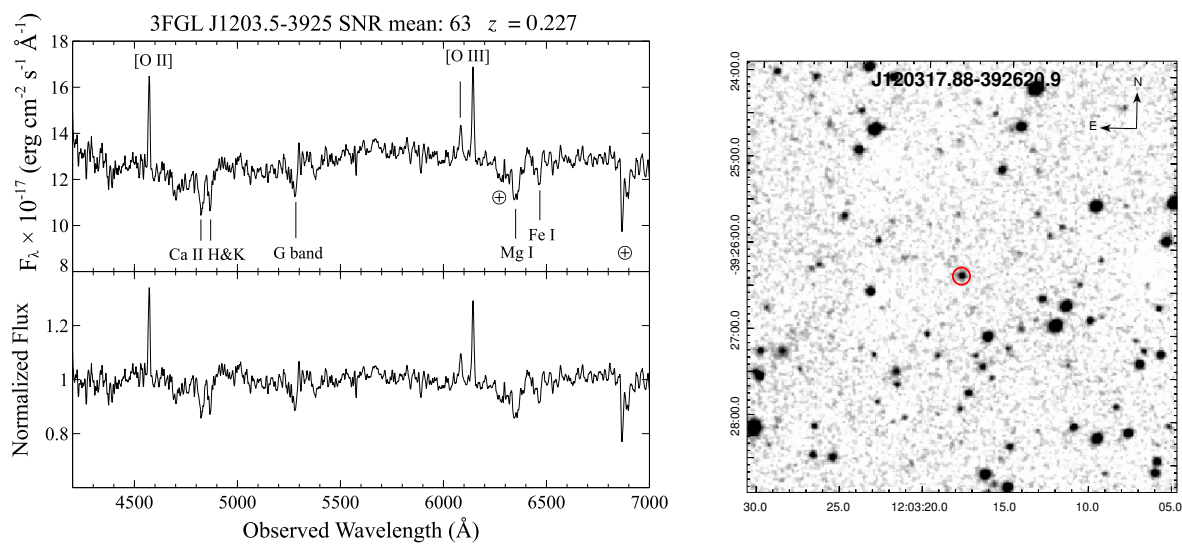 3FGL J1203.5-3925 SNR mean: 63 z = 0.227
18
16
14
12
10
8
F_λ × 10⁻¹⁷ (erg cm⁻² s⁻¹ Å⁻¹)
[O II]
[O III]
⊕
Fe I
Ca II H&K
G band
Mg I
⊕
1.2
1
0.8
Normalized Flux
4500
5000
5500
6000
6500
7000
Observed Wavelength (Å)
J120317.88-392620.9
N
E
24:00.0
25:00.0
-39:26:00.0
27:00.0
28:00.0
30.0
25.0
12:03:20.0
15.0
10.0
05.0